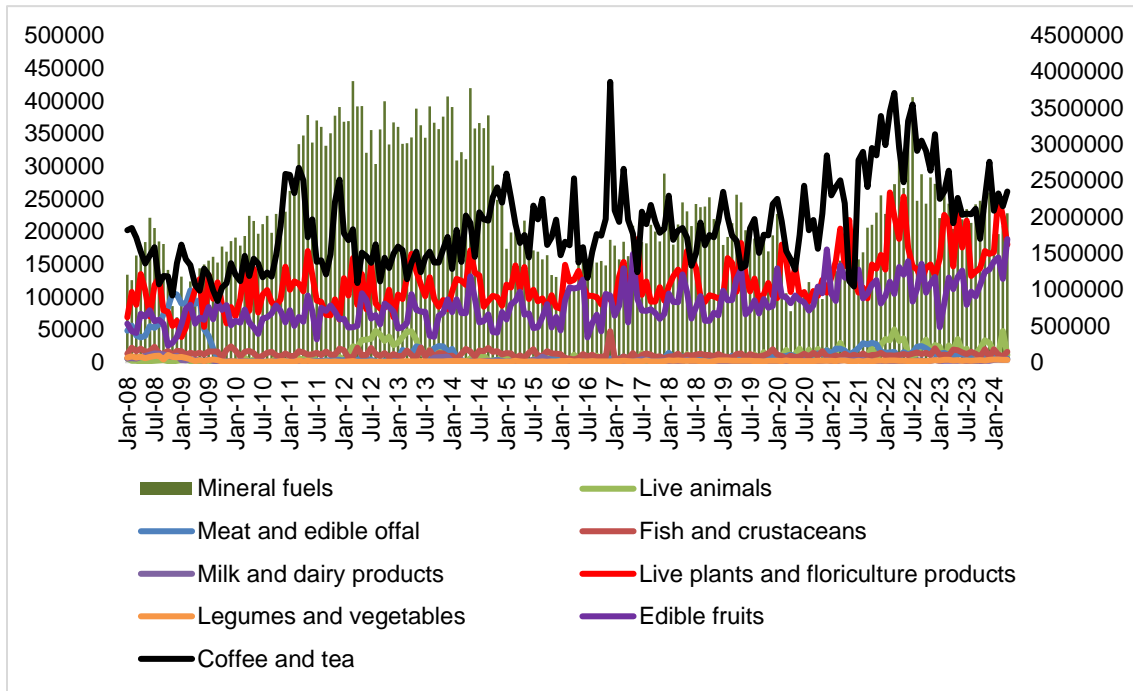 500000
450000
400000
350000
300000
250000
200000
150000
100000
50000
0
4500000
4000000
3500000
3000000
2500000
2000000
1500000
1000000
500000
0
Jan-08
Jul-08
Jan-09
Jul-09
Jan-10
Jul-10
Jan-11
Jul-11
Jan-12
Jul-12
Jan-13
Jul-13
Jan-14
Jul-14
Jan-15
Jul-15
Jan-16
Jul-16
Jan-17
Jul-17
Jan-18
Jul-18
Jan-19
Jul-19
Jan-20
Jul-20
Jan-21
Jul-21
Jan-22
Jul-22
Jan-23
Jul-23
Jan-24
Mineral fuels
Live animals
Meat and edible offal
Fish and crustaceans
Milk and dairy products
Live plants and floriculture products
Legumes and vegetables
Edible fruits
Coffee and tea